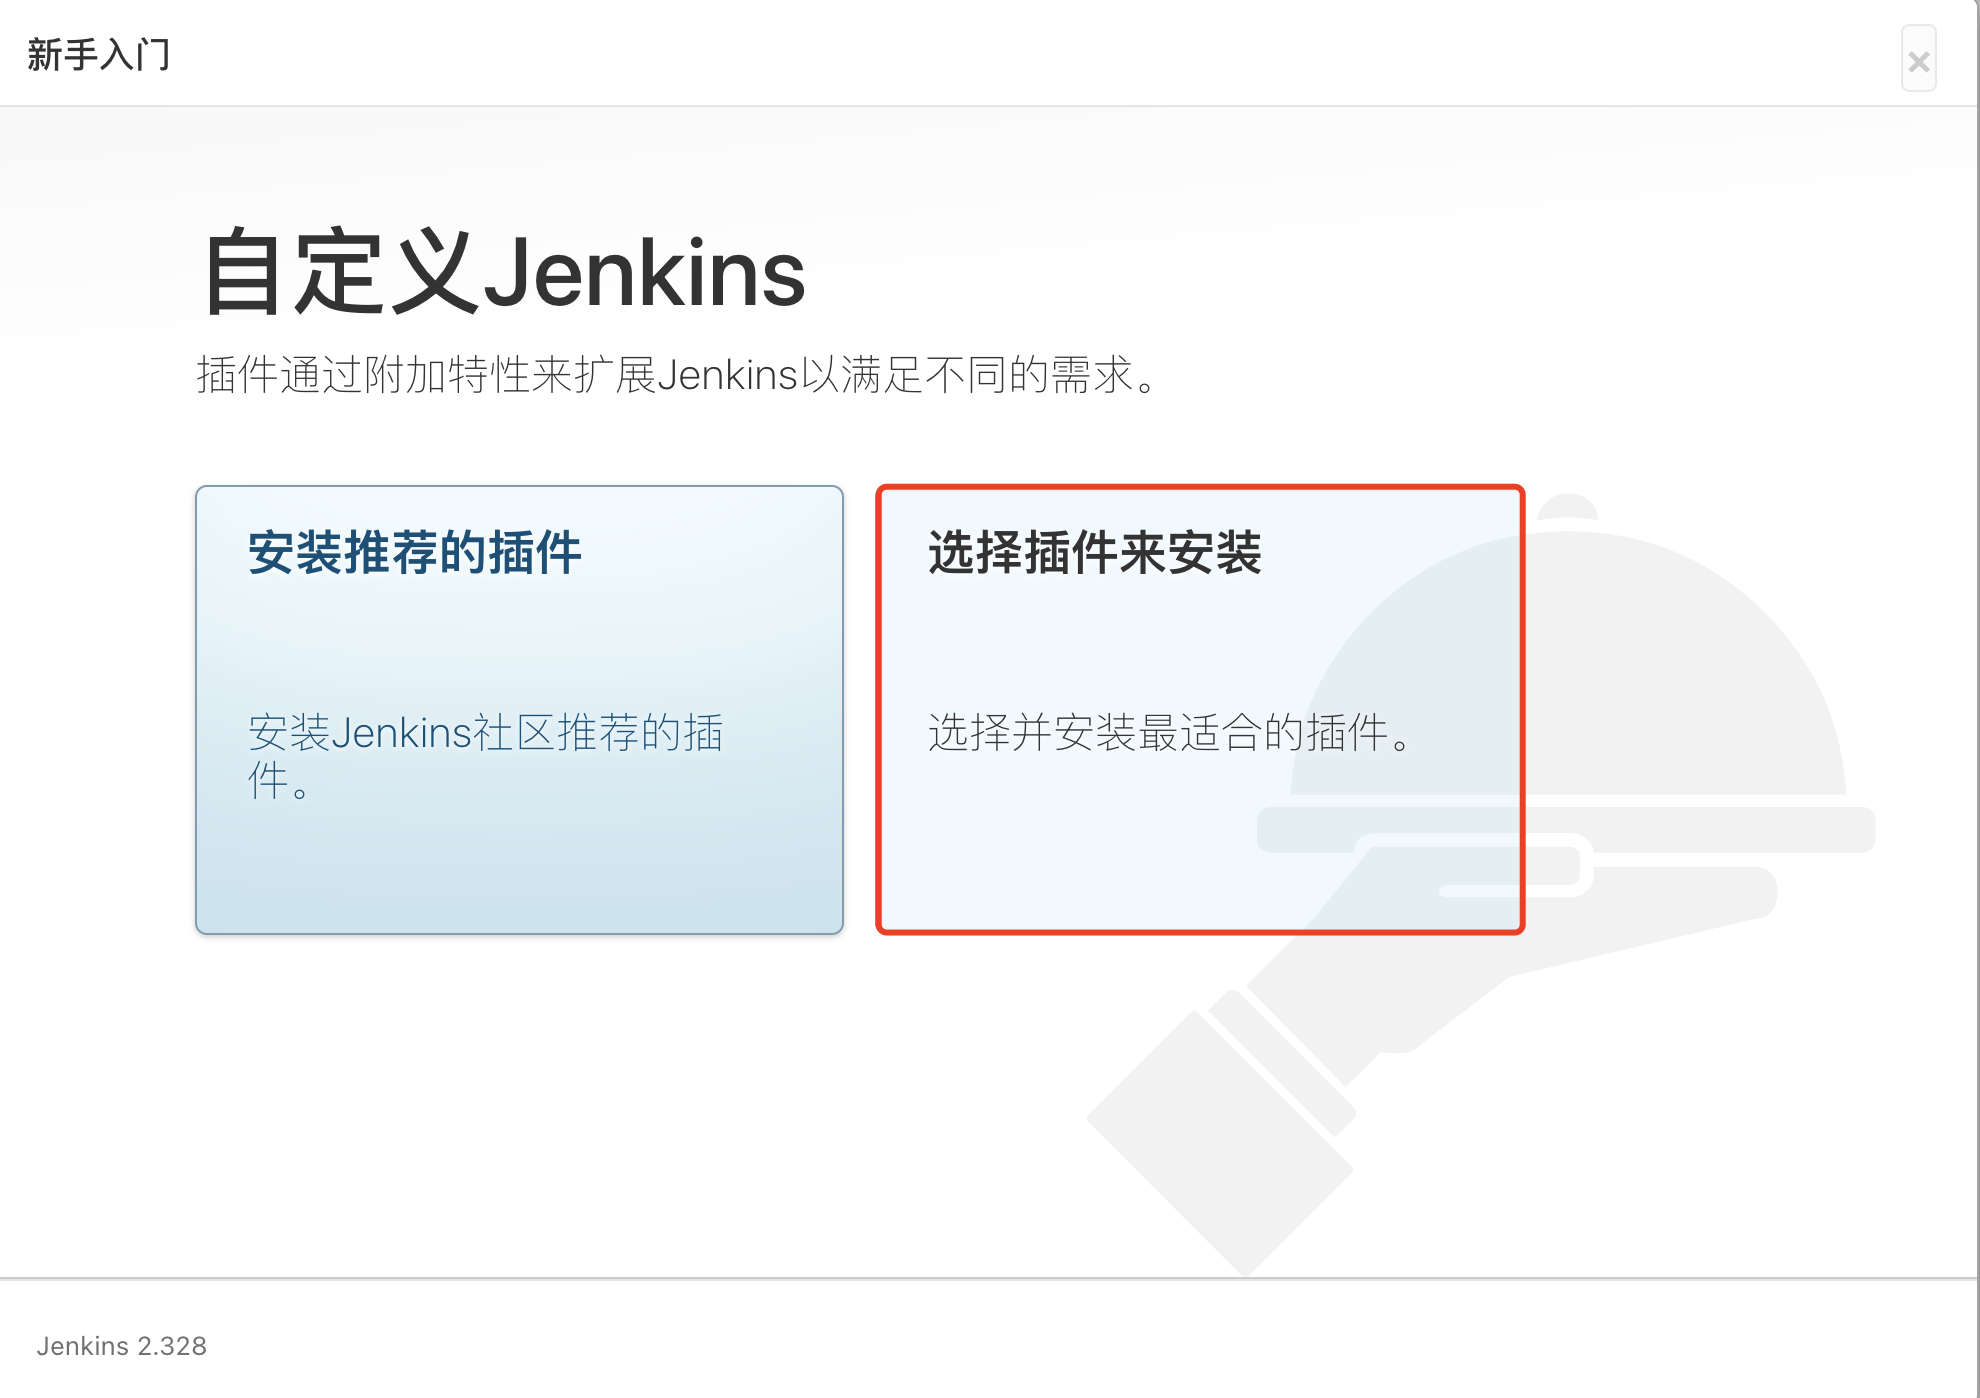 新手入门
×
自定义Jenkins
插件通过附加特性来扩展Jenkins以满足不同的需求。
安装推荐的插件
安装Jenkins社区推荐的插
件。
选择插件来安装
选择并安装最适合的插件。
Jenkins 2.328